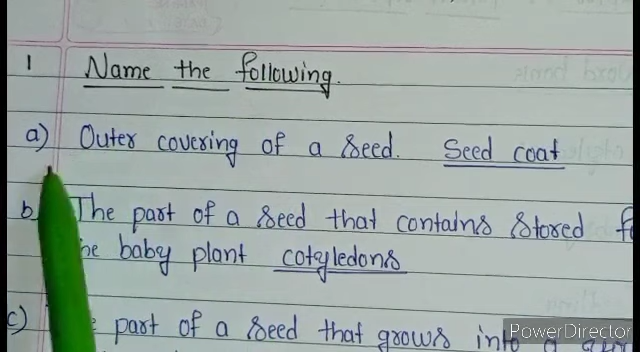 1 Name the following.
a) Outer covering of a seed. Seed coat
b The part of a seed that contains stored
he baby plant cotyledons
c) part of a seed that grows into a
PowerDirector